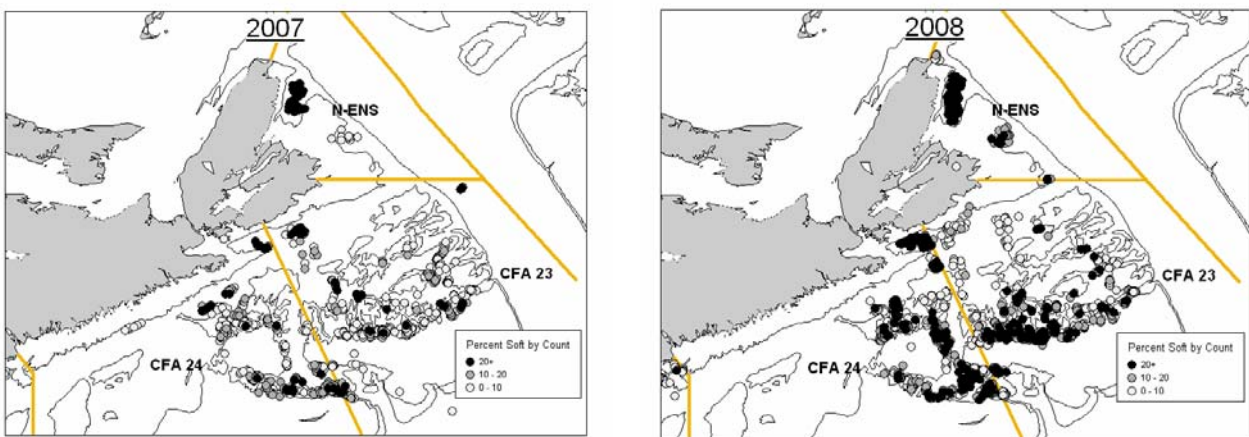 2007
N-ENS
CFA 23
CFA 24
Percent Soft by Count
20+
10 - 20
0 - 10
2008
N-ENS
CFA 23
CFA 24
Percent Soft by Count
20+
10 - 20
0 - 10